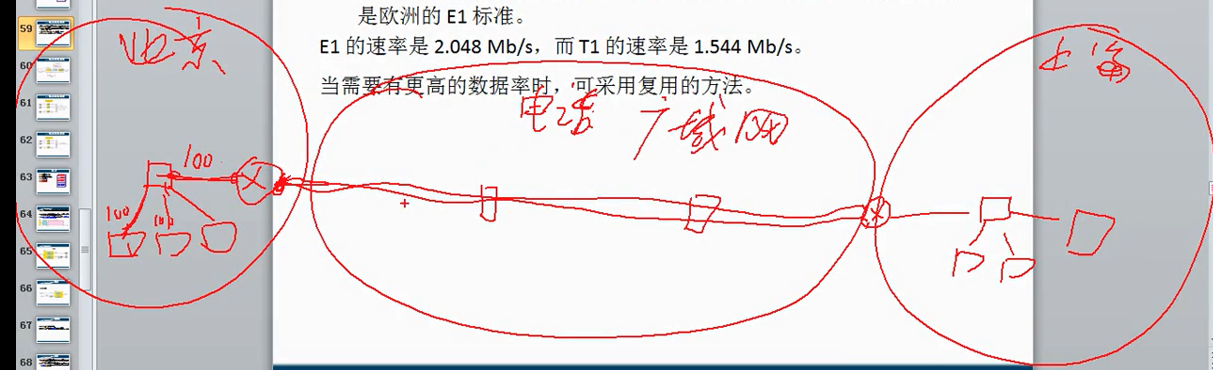 是欧洲的 E1 标准。
E1 的速率是 2.048 Mb/s，而 T1 的速率是 1.544 Mb/s。
当需要有更高的数据率时，可采用复用的方法。
北京
上海
电话 广域网
100
100
100
59
60
61
62
63
64
65
66
67
68